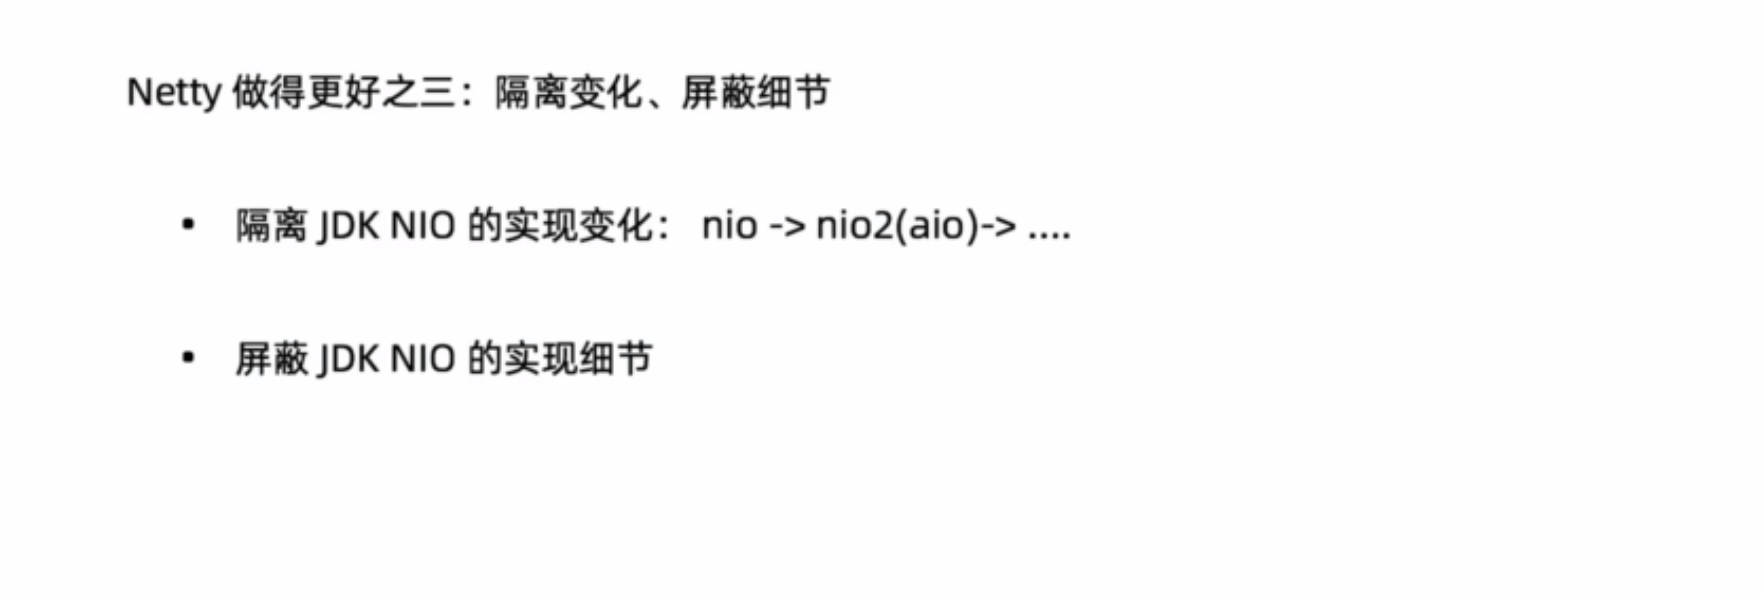 Netty 做得更好之三：隔离变化、屏蔽细节
• 隔离 JDK NIO 的实现变化： nio -> nio2(aio)-> ....
• 屏蔽 JDK NIO 的实现细节